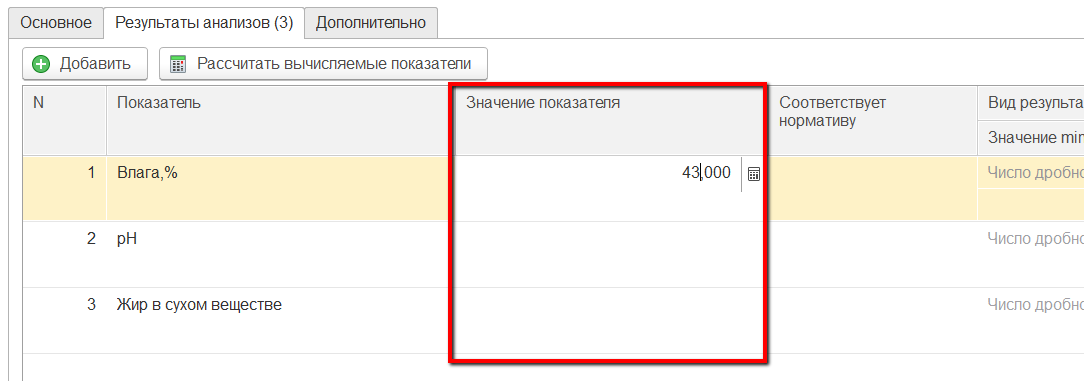 Основное Результаты анализов (3) Дополнительно
Добавить Рассчитать вычисляемые показатели
N Показатель Значение показателя Соответствует нормативу Вид результа
Значение min
1 Влага,% 43,000 Число дробно
2 pH Число дробно
3 Жир в сухом веществе Число дробно